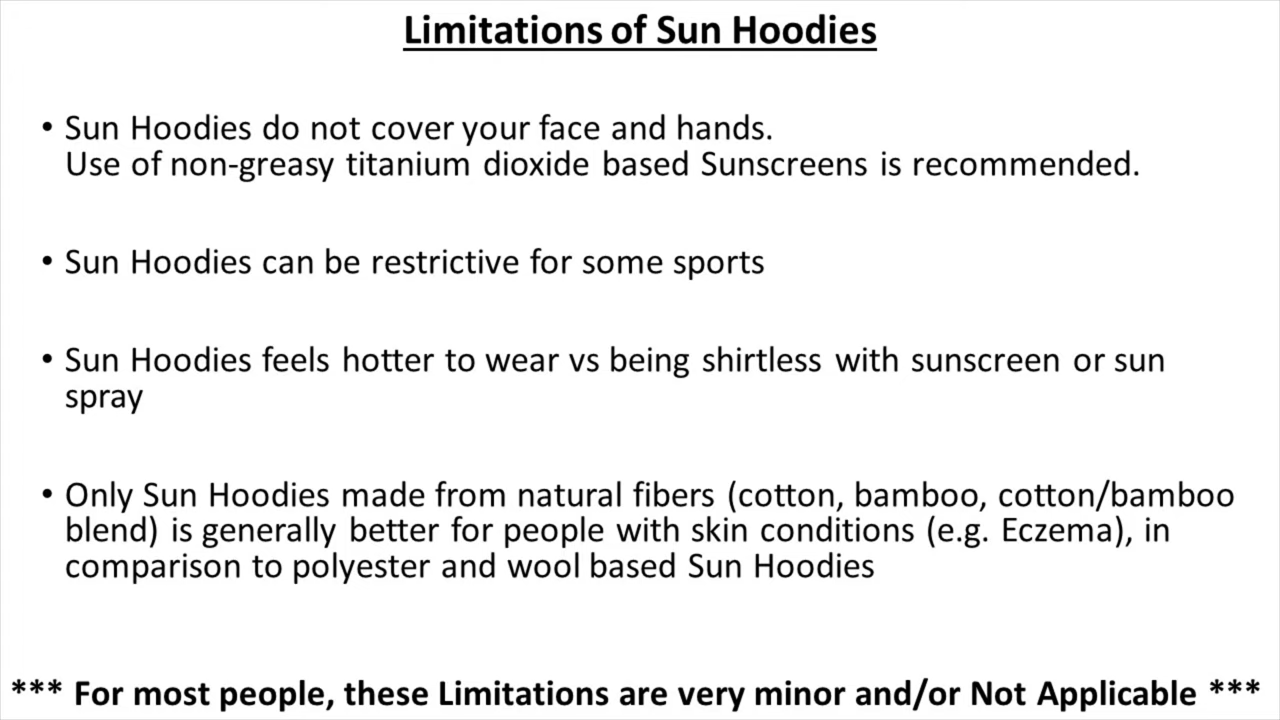 Limitations of Sun Hoodies
• Sun Hoodies do not cover your face and hands.
Use of non-greasy titanium dioxide based Sunscreens is recommended.
• Sun Hoodies can be restrictive for some sports
• Sun Hoodies feels hotter to wear vs being shirtless with sunscreen or sun
spray
• Only Sun Hoodies made from natural fibers (cotton, bamboo, cotton/bamboo
blend) is generally better for people with skin conditions (e.g. Eczema), in
comparison to polyester and wool based Sun Hoodies
*** For most people, these Limitations are very minor and/or Not Applicable ***